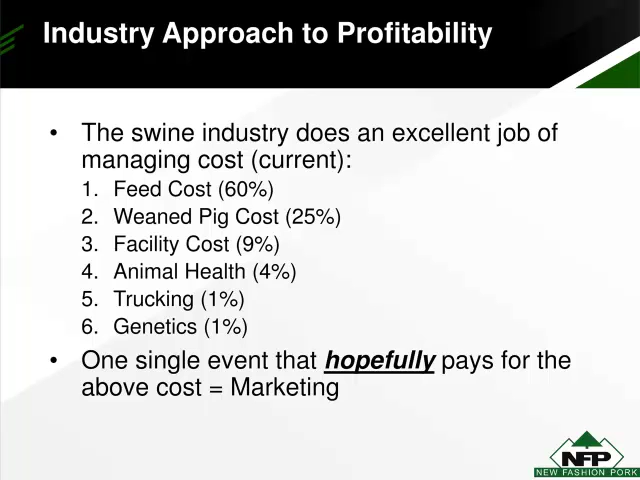 Industry Approach to Profitability
• The swine industry does an excellent job of
managing cost (current):
1. Feed Cost (60%)
2. Weaned Pig Cost (25%)
3. Facility Cost (9%)
4. Animal Health (4%)
5. Trucking (1%)
6. Genetics (1%)
• One single event that hopefully pays for the
above cost = Marketing
NFP
NEW FASHION PORK